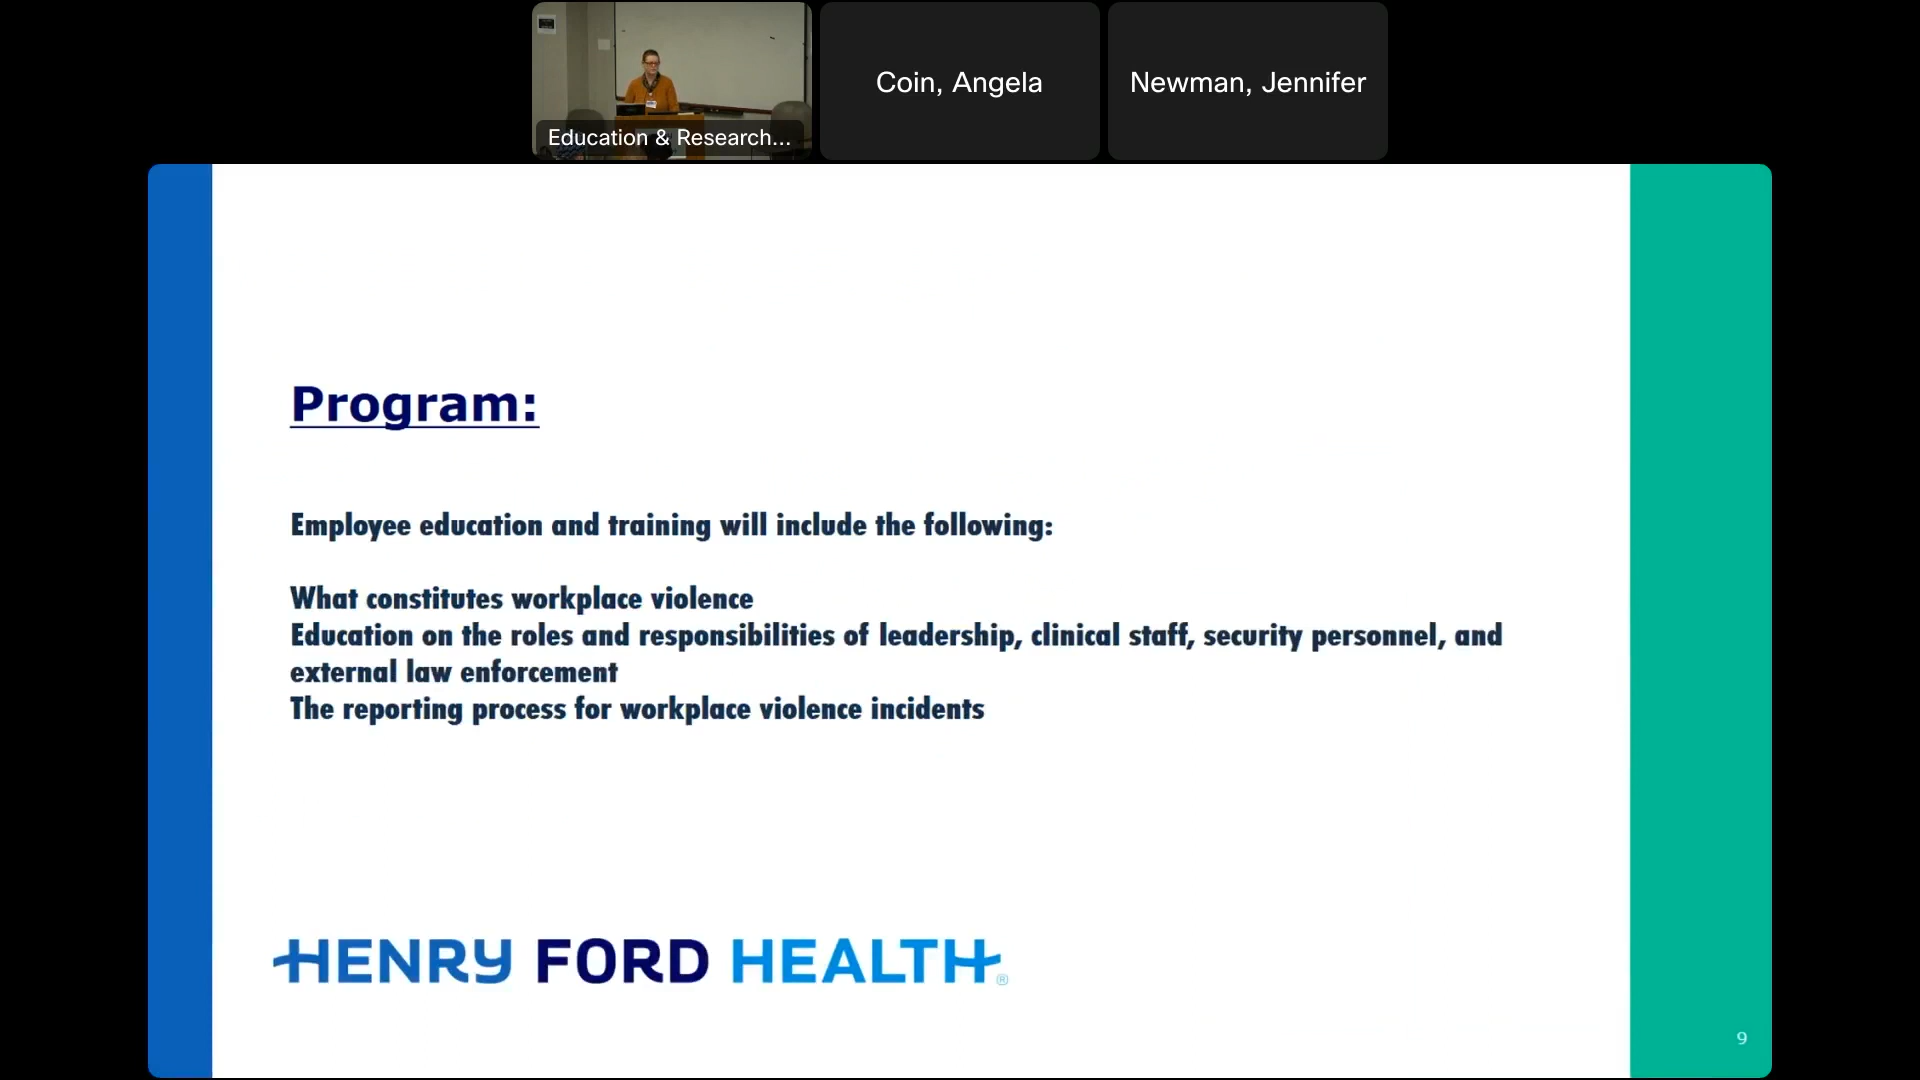 Education & Research...
Coin, Angela
Newman, Jennifer
Program:
Employee education and training will include the following:
What constitutes workplace violence
Education on the roles and responsibilities of leadership, clinical staff, security personnel, and
external law enforcement
The reporting process for workplace violence incidents
HENRY FORD HEALTH®
9